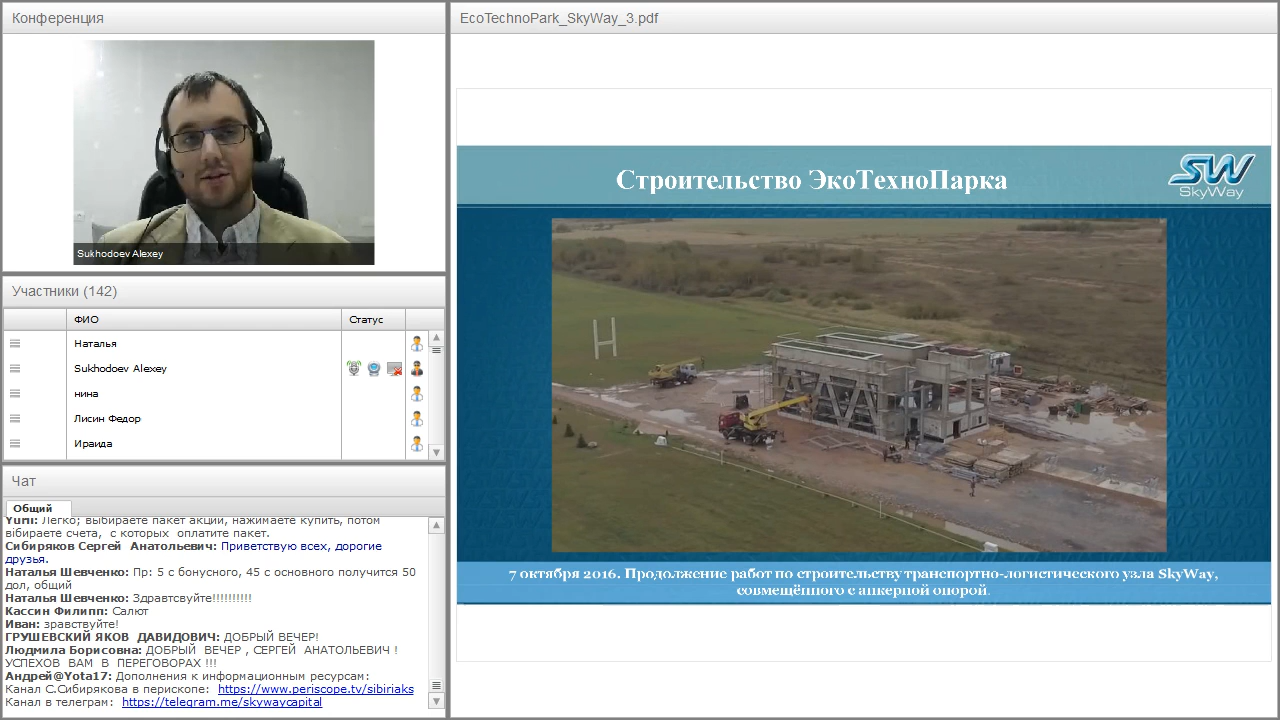 Конференция
Sukhodoev Alexey
Участники (142)
ФИО
Статус
Наталья
Sukhodoev Alexey
нина
Лисин Федор
Ираида
Чат
Общий
Yurii: Легко; выбираете пакет акций, нажимаете купить, потом
вібираете счета, с которых оплатите пакет.
Сибиряков Сергей Анатольевич: Приветствую всех, дорогие
друзья.
Наталья Шевченко: Пр: 5 с бонусного, 45 с основного получится 50
дол, общий
Наталья Шевченко: Здравтсвуйте!!!!!!!!!!
Кассин Филипп: Салют
Иван: зравствуйте!
ГРУШЕВСКИЙ ЯКОВ ДАВИДОВИЧ: ДОБРЫЙ ВЕЧЕР!
Людмила Борисовна: ДОБРЫЙ ВЕЧЕР , СЕРГЕЙ АНАТОЛЬЕВИЧ !
УСПЕХОВ ВАМ В ПЕРЕГОВОРАХ !!!
Андрей@Yota17: Дополнения к информационным ресурсам:
Канал С.Сибирякова в перископе: https://www.periscope.tv/sibiriaks
Канал в телеграм: https://telegram.me/skywaycapital
EcoTechnoPark_SkyWay_3.pdf
Строительство ЭкоТехноПарка
SW
SkyWay
7 октября 2016. Продолжение работ по строительству транспортно-логистического узла SkyWay,
совмещённого с анкерной опорой.